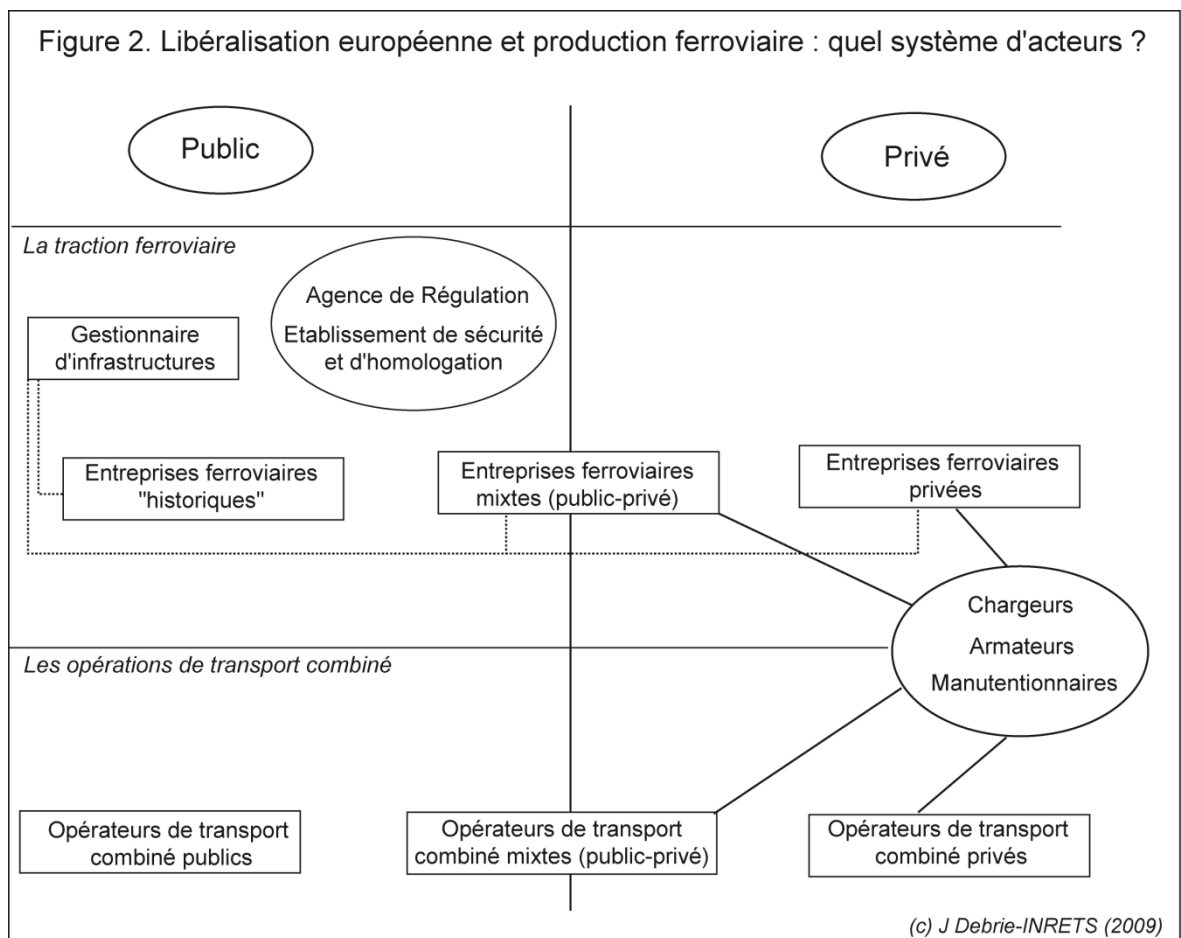 Figure 2. Libéralisation européenne et production ferroviaire : quel système d'acteurs ?
Public
Privé
La traction ferroviaire
Agence de Régulation
Etablissement de sécurité
et d'homologation
Gestionnaire
d'infrastructures
Entreprises ferroviaires
"historiques"
Entreprises ferroviaires
mixtes (public-privé)
Entreprises ferroviaires
privées
Chargeurs
Armateurs
Manutentionnaires
Les opérations de transport combiné
Opérateurs de transport
combiné publics
Opérateurs de transport
combiné mixtes (public-privé)
Opérateurs de transport
combiné privés
(c) J Debrie-INRETS (2009)